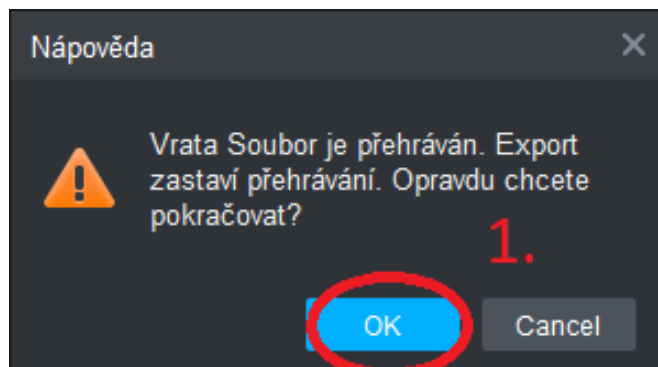 Nápověda
Vrata Soubor je přehráván. Export
zastaví přehrávání. Opravdu chcete
pokračovat?
1.
OK
Cancel